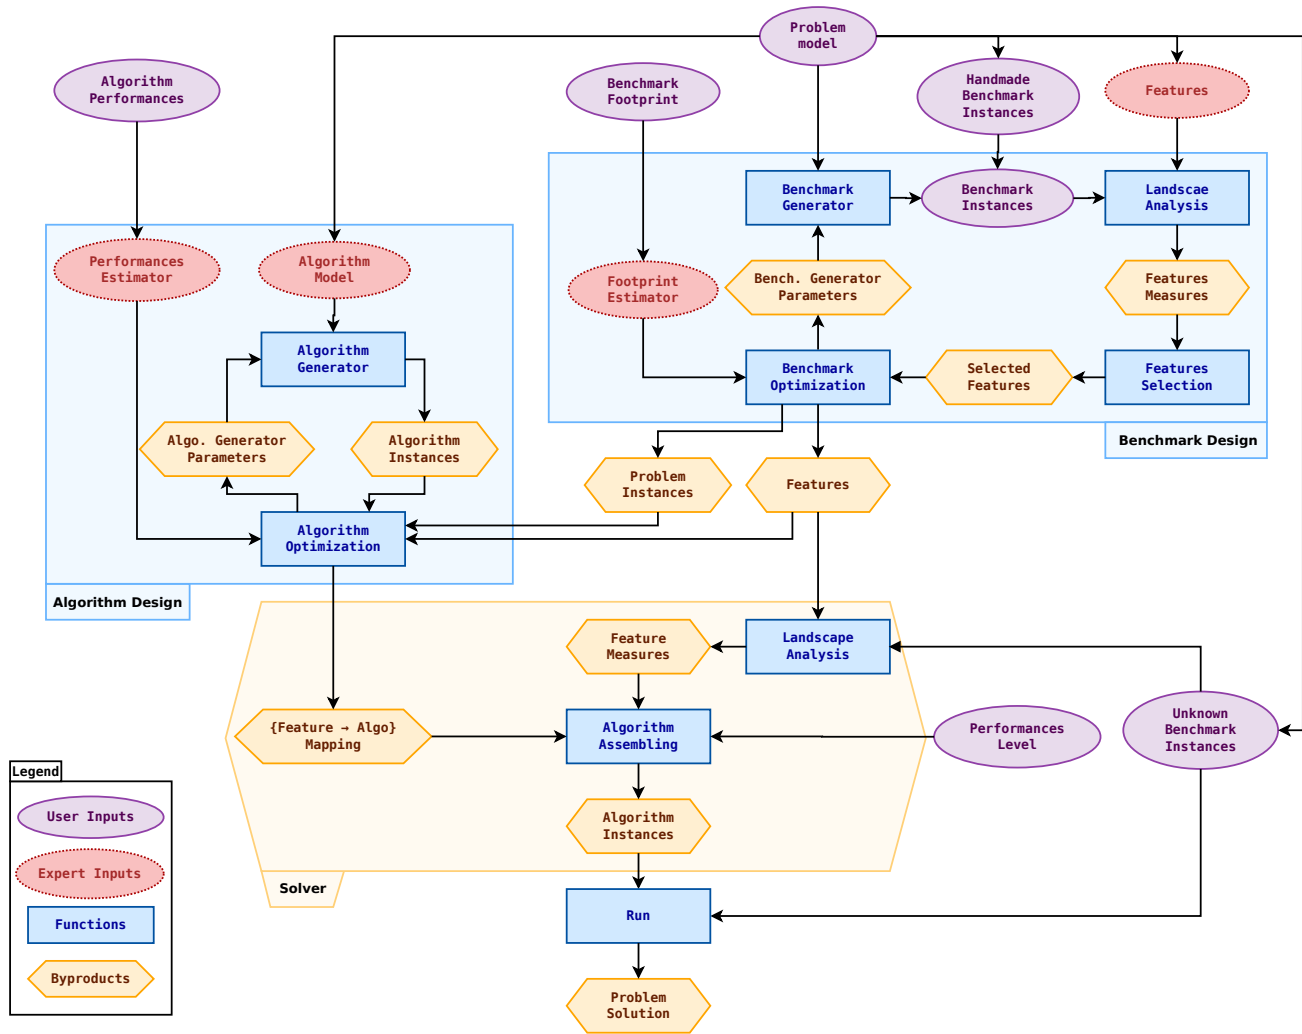 Problem
model
Algorithm
Performances
Benchmark
Footprint
Handmade
Benchmark
Instances
Features
Benchmark
Generator
Benchmark
Instances
Landscae
Analysis
Performances
Estimator
Algorithm
Model
Footprint
Estimator
Bench. Generator
Parameters
Features
Measures
Algorithm
Generator
Benchmark
Optimization
Selected
Features
Features
Selection
Algo. Generator
Parameters
Algorithm
Instances
Benchmark Design
Problem
Instances
Features
Algorithm
Optimization
Algorithm Design
Feature
Measures
Landscape
Analysis
{Feature → Algo}
Mapping
Algorithm
Assembling
Performances
Level
Unknown
Benchmark
Instances
Algorithm
Instances
Solver
Run
Problem
Solution
Legend
User Inputs
Expert Inputs
Functions
Byproducts